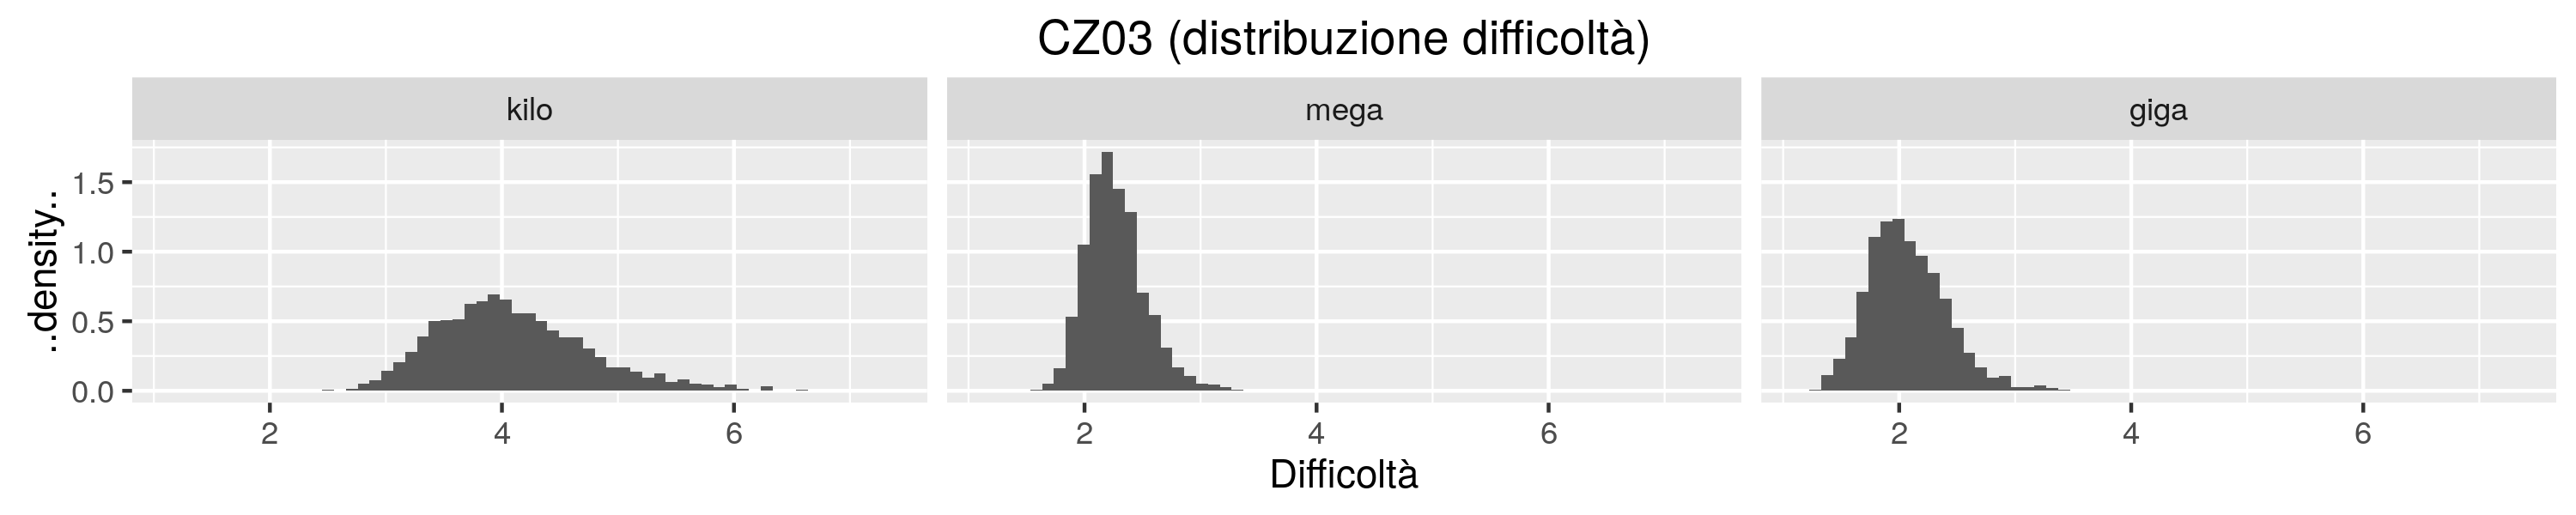 CZ03 (distribuzione difficoltà)
kilo
mega
giga
..density..
1.5
1.0
0.5
0.0
2 4 6
2 4 6
2 4 6
Difficoltà